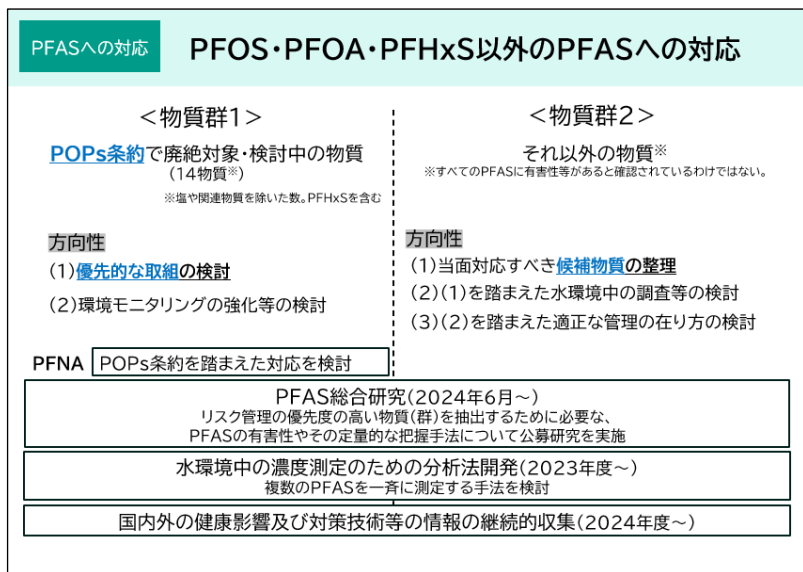 PFASへの対応
PFOS・PFOA・PFHxS以外のPFASへの対応
＜物質群1＞
POPs条約で廃絶対象・検討中の物質
(14物質※)
※塩や関連物質を除いた数。PFHxSを含む
方向性
(1)優先的な取組の検討
(2)環境モニタリングの強化等の検討
＜物質群2＞
それ以外の物質※
※すべてのPFASに有害性等があると確認されているわけではない。
方向性
(1)当面対応すべき候補物質の整理
(2)(1)を踏まえた水環境中の調査等の検討
(3)(2)を踏まえた適正な管理の在り方の検討
PFNA POPs条約を踏まえた対応を検討
PFAS総合研究(2024年6月～)
リスク管理の優先度の高い物質(群)を抽出するために必要な、
PFASの有害性やその定量的な把握手法について公募研究を実施
水環境中の濃度測定のための分析法開発(2023年度～)
複数のPFASを一斉に測定する手法を検討
国内外の健康影響及び対策技術等の情報の継続的収集(2024年度～)